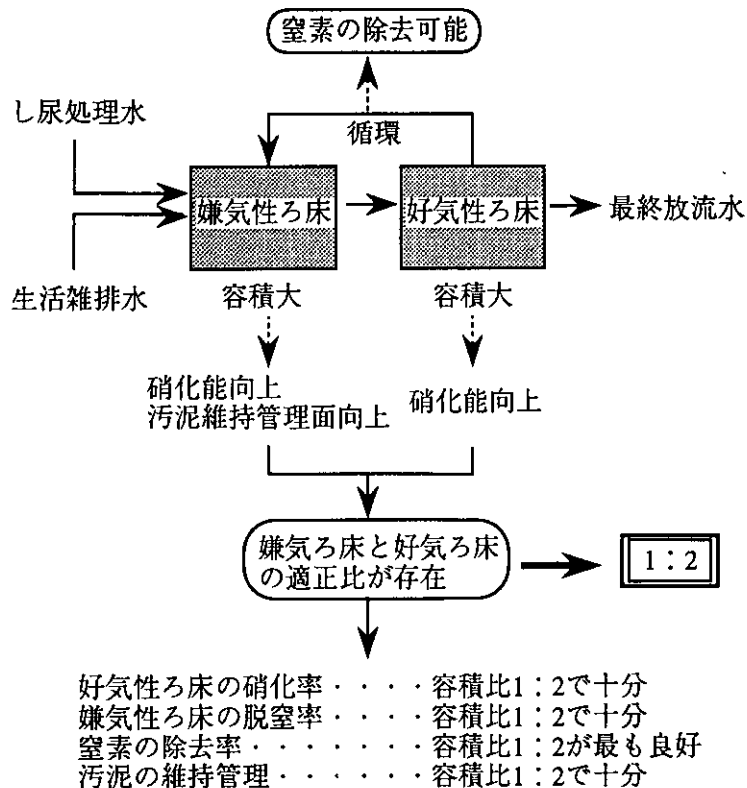 窒素の除去可能
し尿処理水
循環
嫌気性ろ床
好気性ろ床
最終放流水
生活雑排水
容積大
容積大
硝化能向上
汚泥維持管理面向上
硝化能向上
嫌気ろ床と好気ろ床
の適正比が存在
1：2
好気性ろ床の硝化率・・・・容積比1：2で十分
嫌気性ろ床の脱窒率・・・・容積比1：2で十分
窒素の除去率・・・・・・・容積比1：2が最も良好
汚泥の維持管理・・・・・・容積比1：2で十分